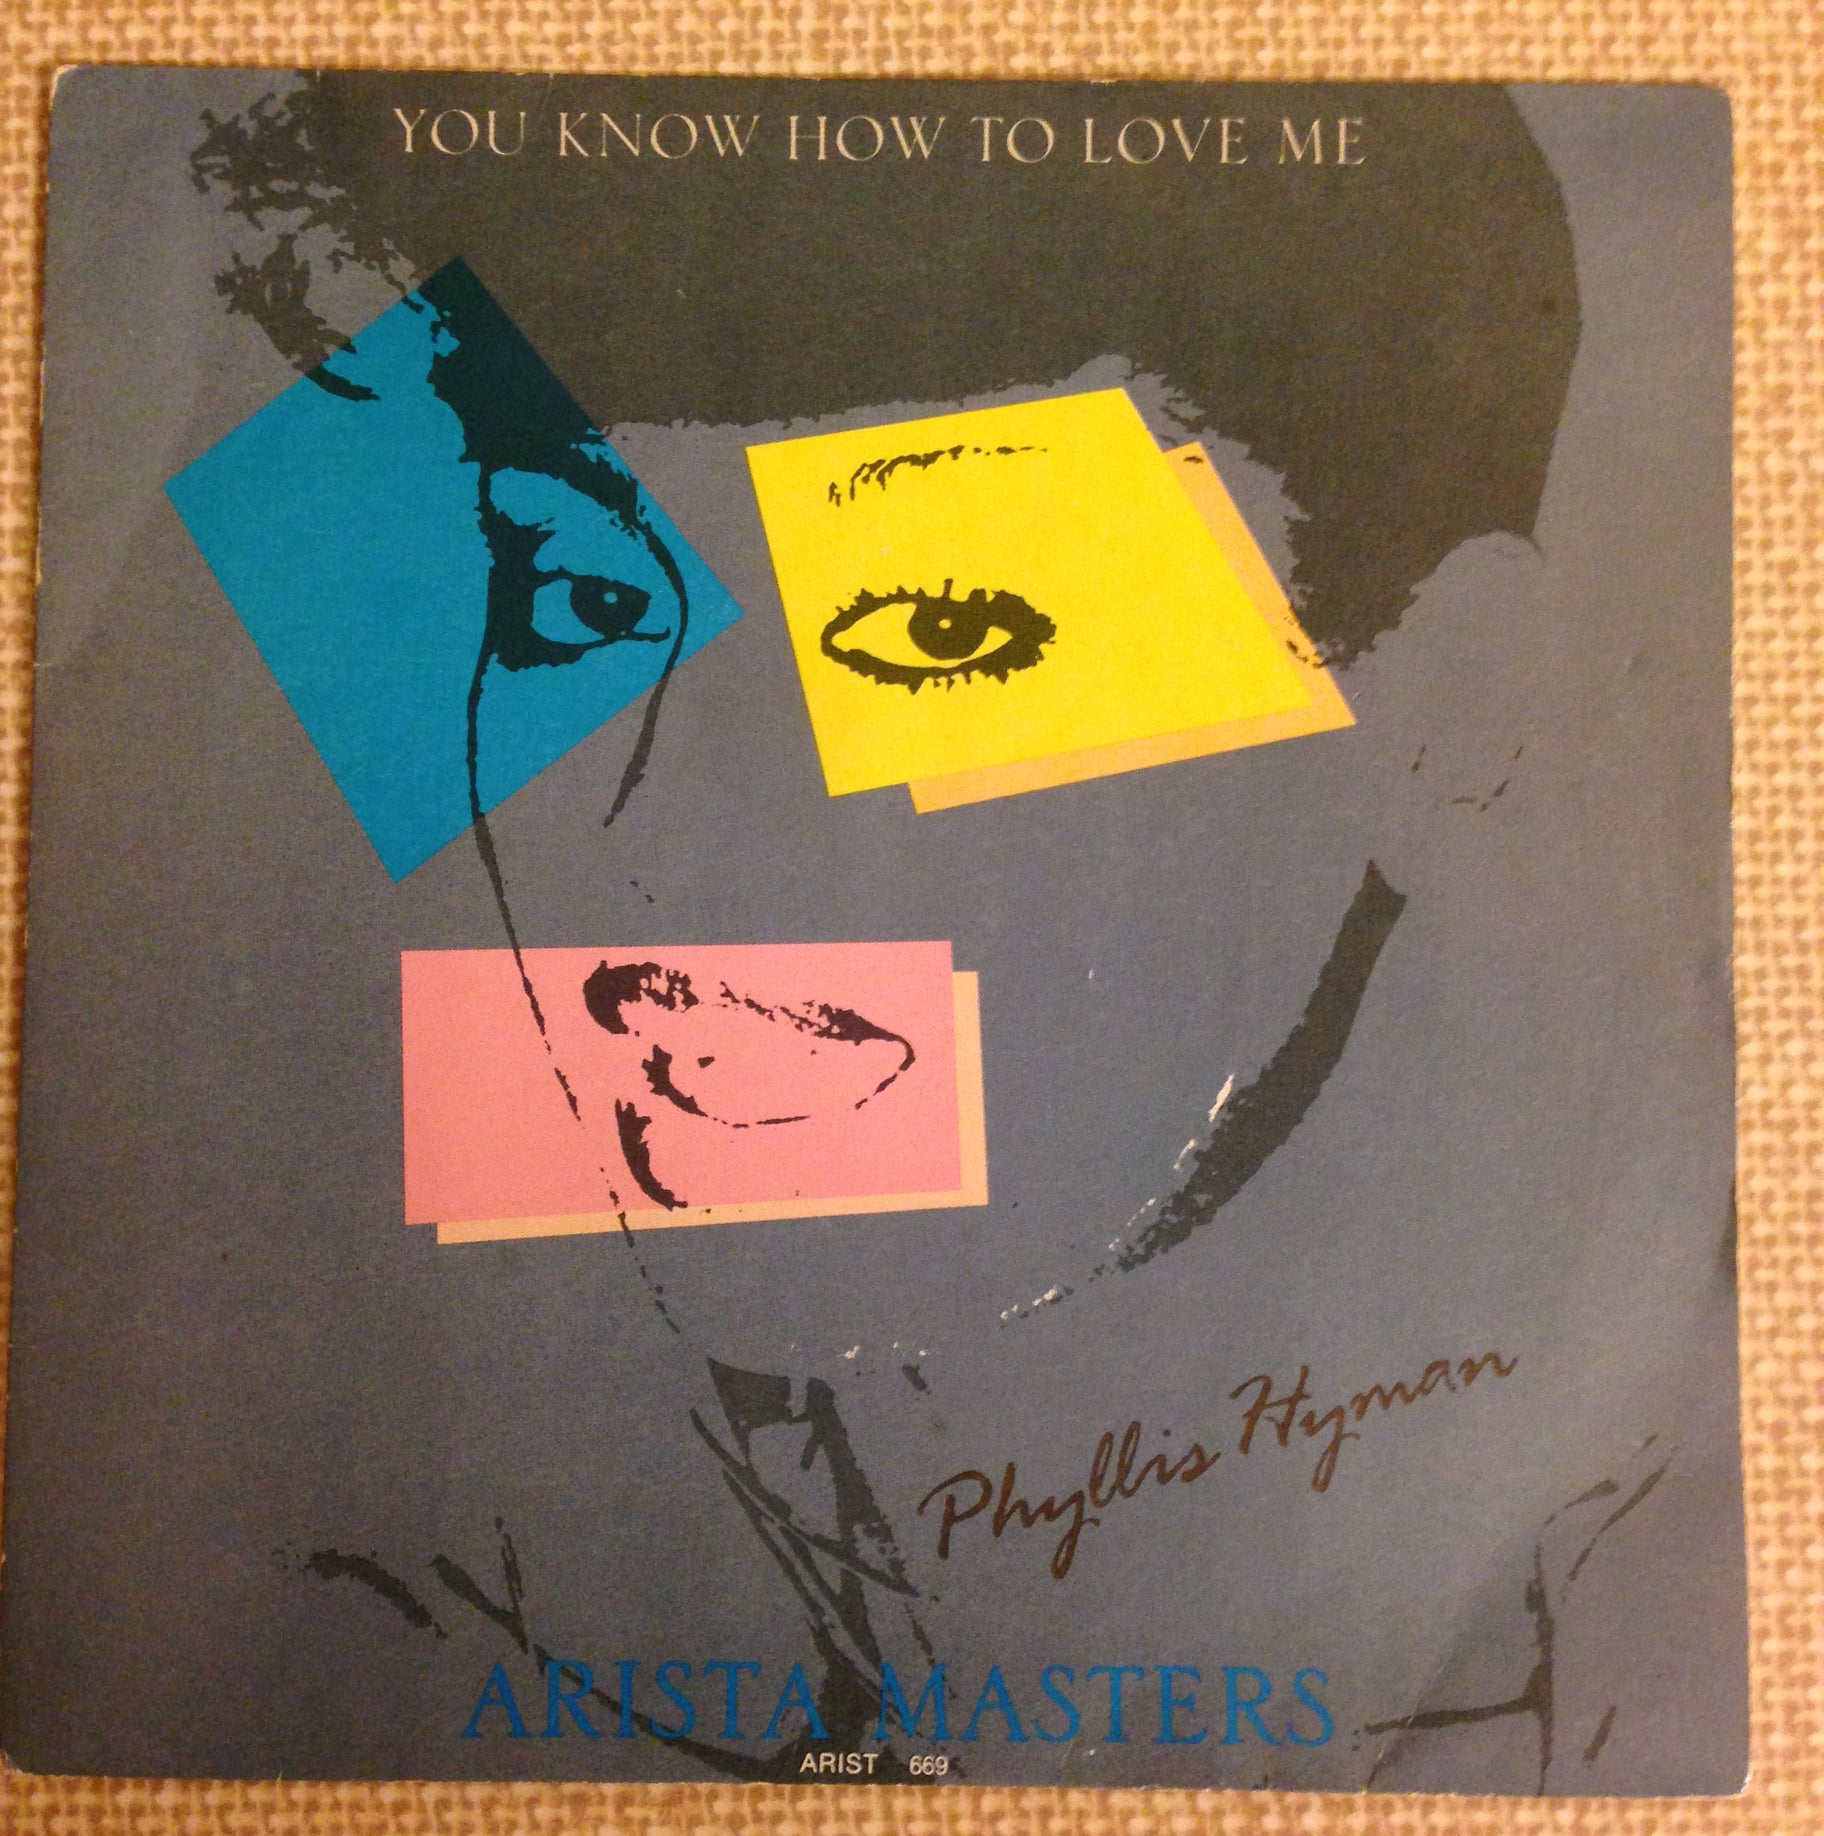 YOU KNOW HOW TO LOVE ME
Phyllis Hyman
ARISTA MASTERS
ARIST 669